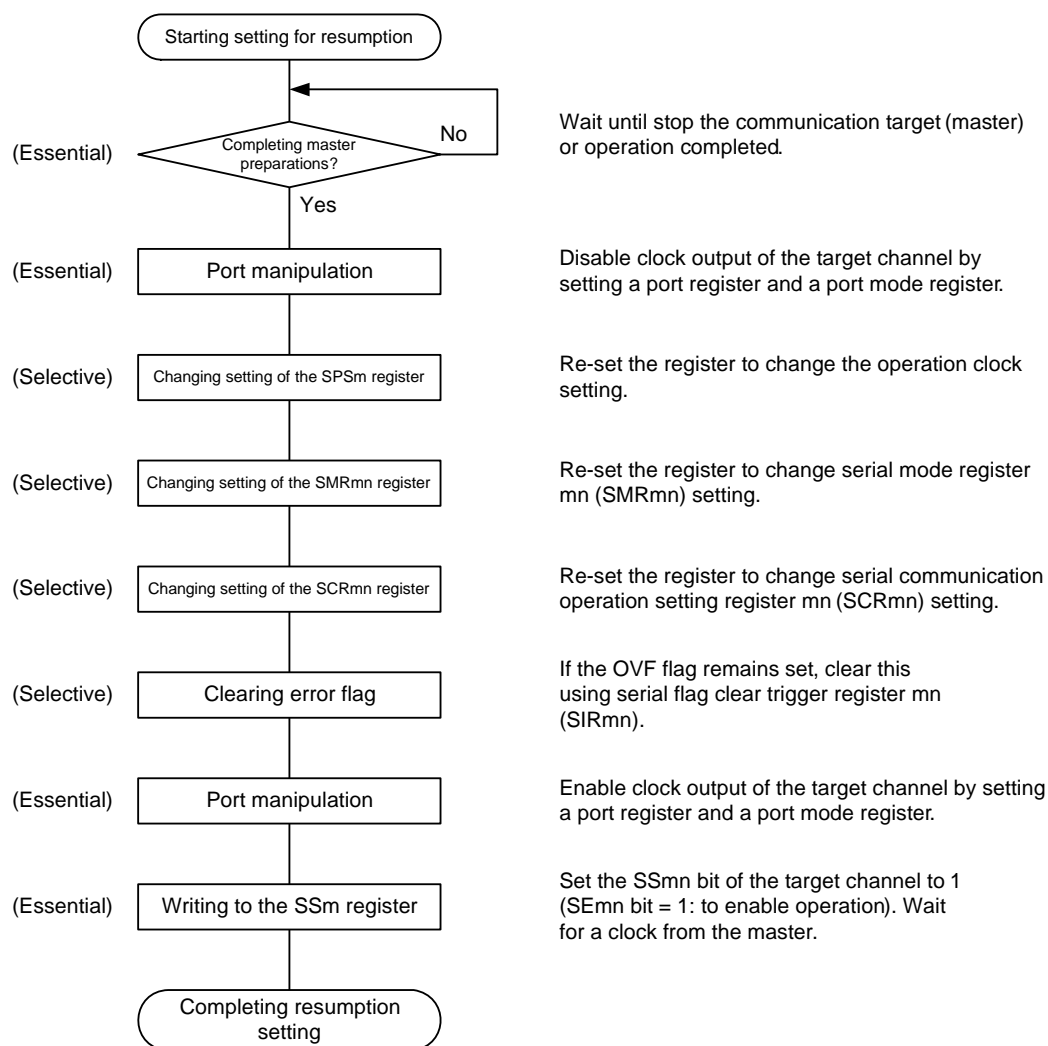 Starting setting for resumption
(Essential)
Completing master
preparations?
No
Yes
Wait until stop the communication target (master)
or operation completed.
(Essential)
Port manipulation
Disable clock output of the target channel by
setting a port register and a port mode register.
(Selective)
Changing setting of the SPSm register
Re-set the register to change the operation clock
setting.
(Selective)
Changing setting of the SMRmn register
Re-set the register to change serial mode register
mn (SMRmn) setting.
(Selective)
Changing setting of the SCRmn register
Re-set the register to change serial communication
operation setting register mn (SCRmn) setting.
(Selective)
Clearing error flag
If the OVF flag remains set, clear this
using serial flag clear trigger register mn
(SIRmn).
(Essential)
Port manipulation
Enable clock output of the target channel by setting
a port register and a port mode register.
(Essential)
Writing to the SSm register
Set the SSmn bit of the target channel to 1
(SEmn bit = 1: to enable operation). Wait
for a clock from the master.
Completing resumption
setting